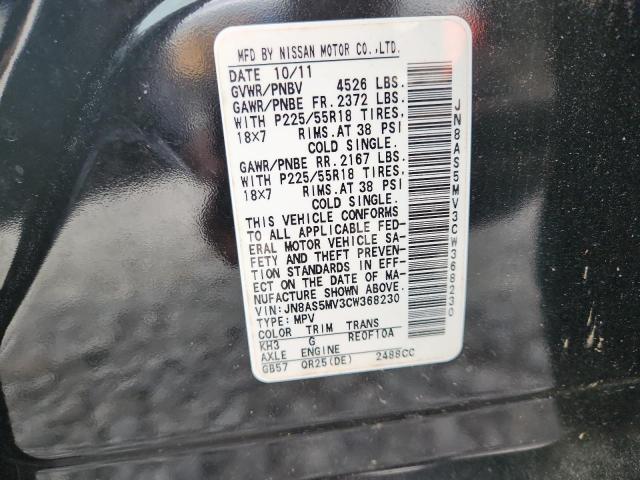 MFD BY NISSAN MOTOR CO.,LTD.
DATE 10/11
GVWR/PNBV 4526 LBS.
GAWR/PNBE FR. 2372 LBS.
WITH P225/55R18 TIRES,
18X7 RIMS.AT 38 PSI
COLD SINGLE.
GAWR/PNBE RR. 2167 LBS.
WITH P225/55R18 TIRES,
18X7 RIMS.AT 38 PSI
COLD SINGLE.
THIS VEHICLE CONFORMS
TO ALL APPLICABLE FED-
ERAL MOTOR VEHICLE SA-
FETY AND THEFT PREVEN-
TION STANDARDS IN EFF-
ECT ON THE DATE OF MA-
NUFACTURE SHOWN ABOVE.
VIN:JN8AS5MV3CW368230
TYPE:MPV
COLOR TRIM TRANS
KH3 G RE0F10A
AXLE ENGINE
GB57 QR25(DE) 2488CC
JN8AS5MV3CW368230